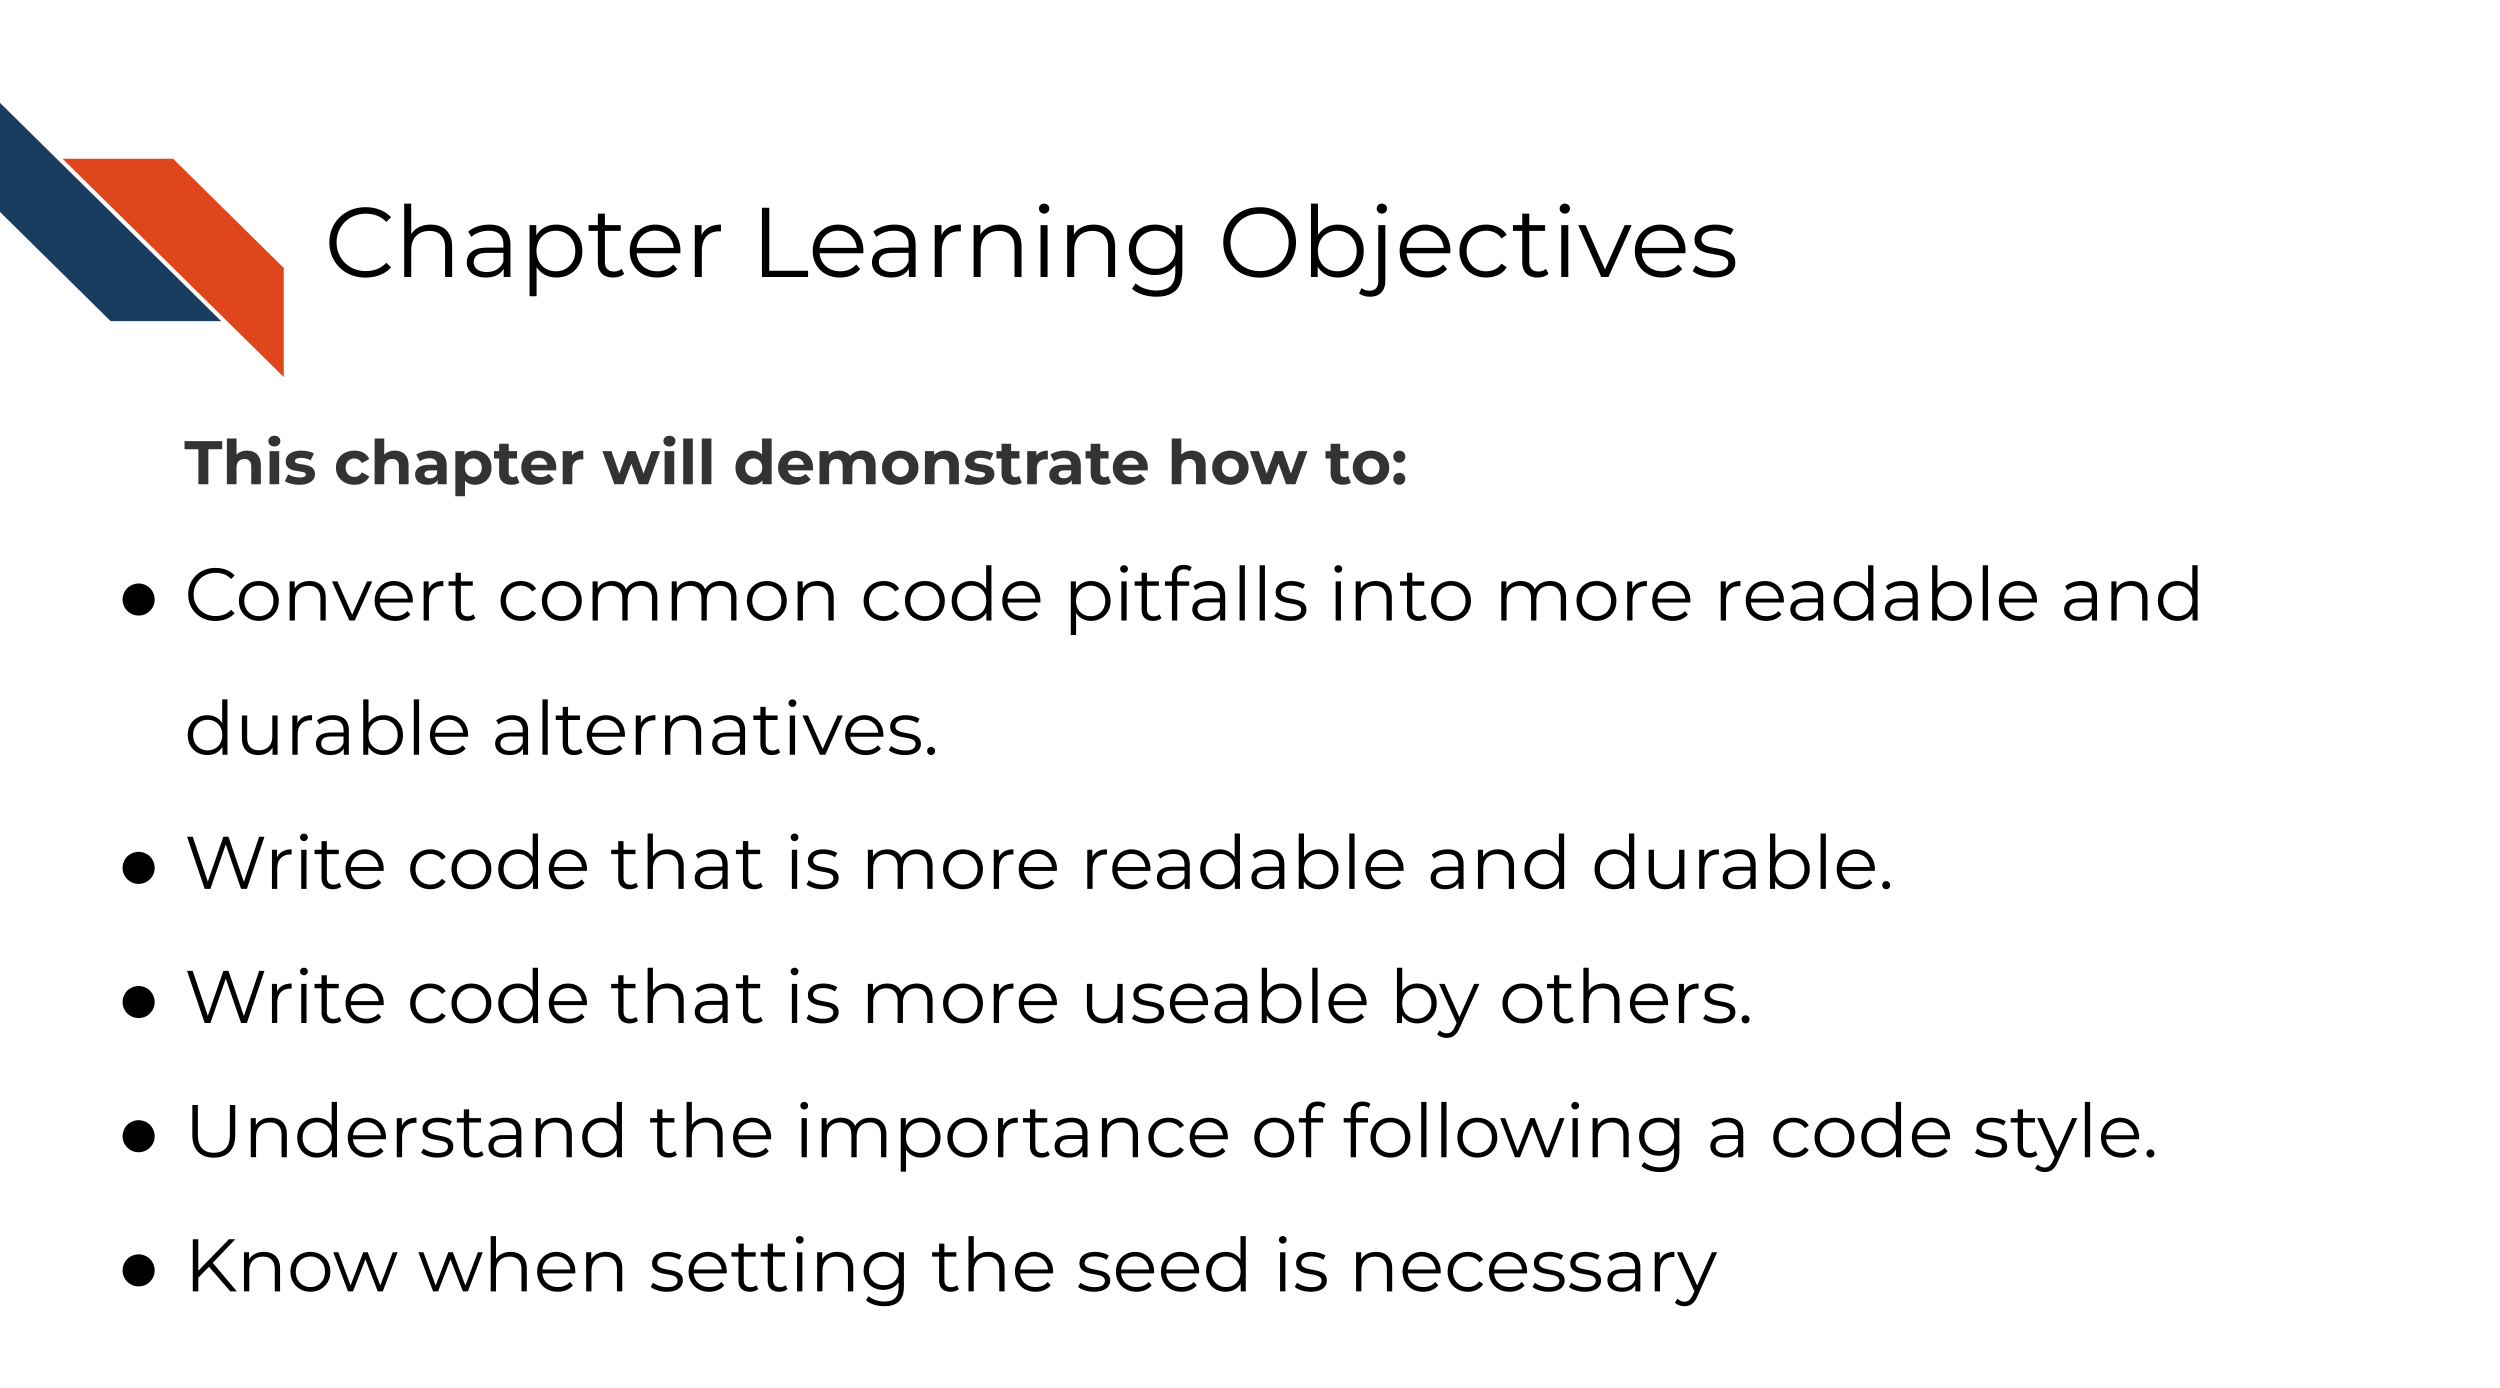 Chapter Learning Objectives
This chapter will demonstrate how to:
● Convert common code pitfalls into more readable and
durable alternatives.
● Write code that is more readable and durable.
● Write code that is more useable by others.
● Understand the importance of following a code style.
● Know when setting the seed is necessary